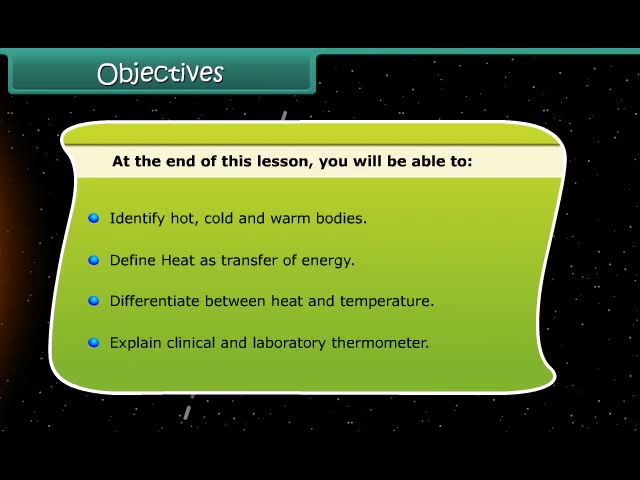 Objectives
At the end of this lesson, you will be able to:
Identify hot, cold and warm bodies.
Define Heat as transfer of energy.
Differentiate between heat and temperature.
Explain clinical and laboratory thermometer.